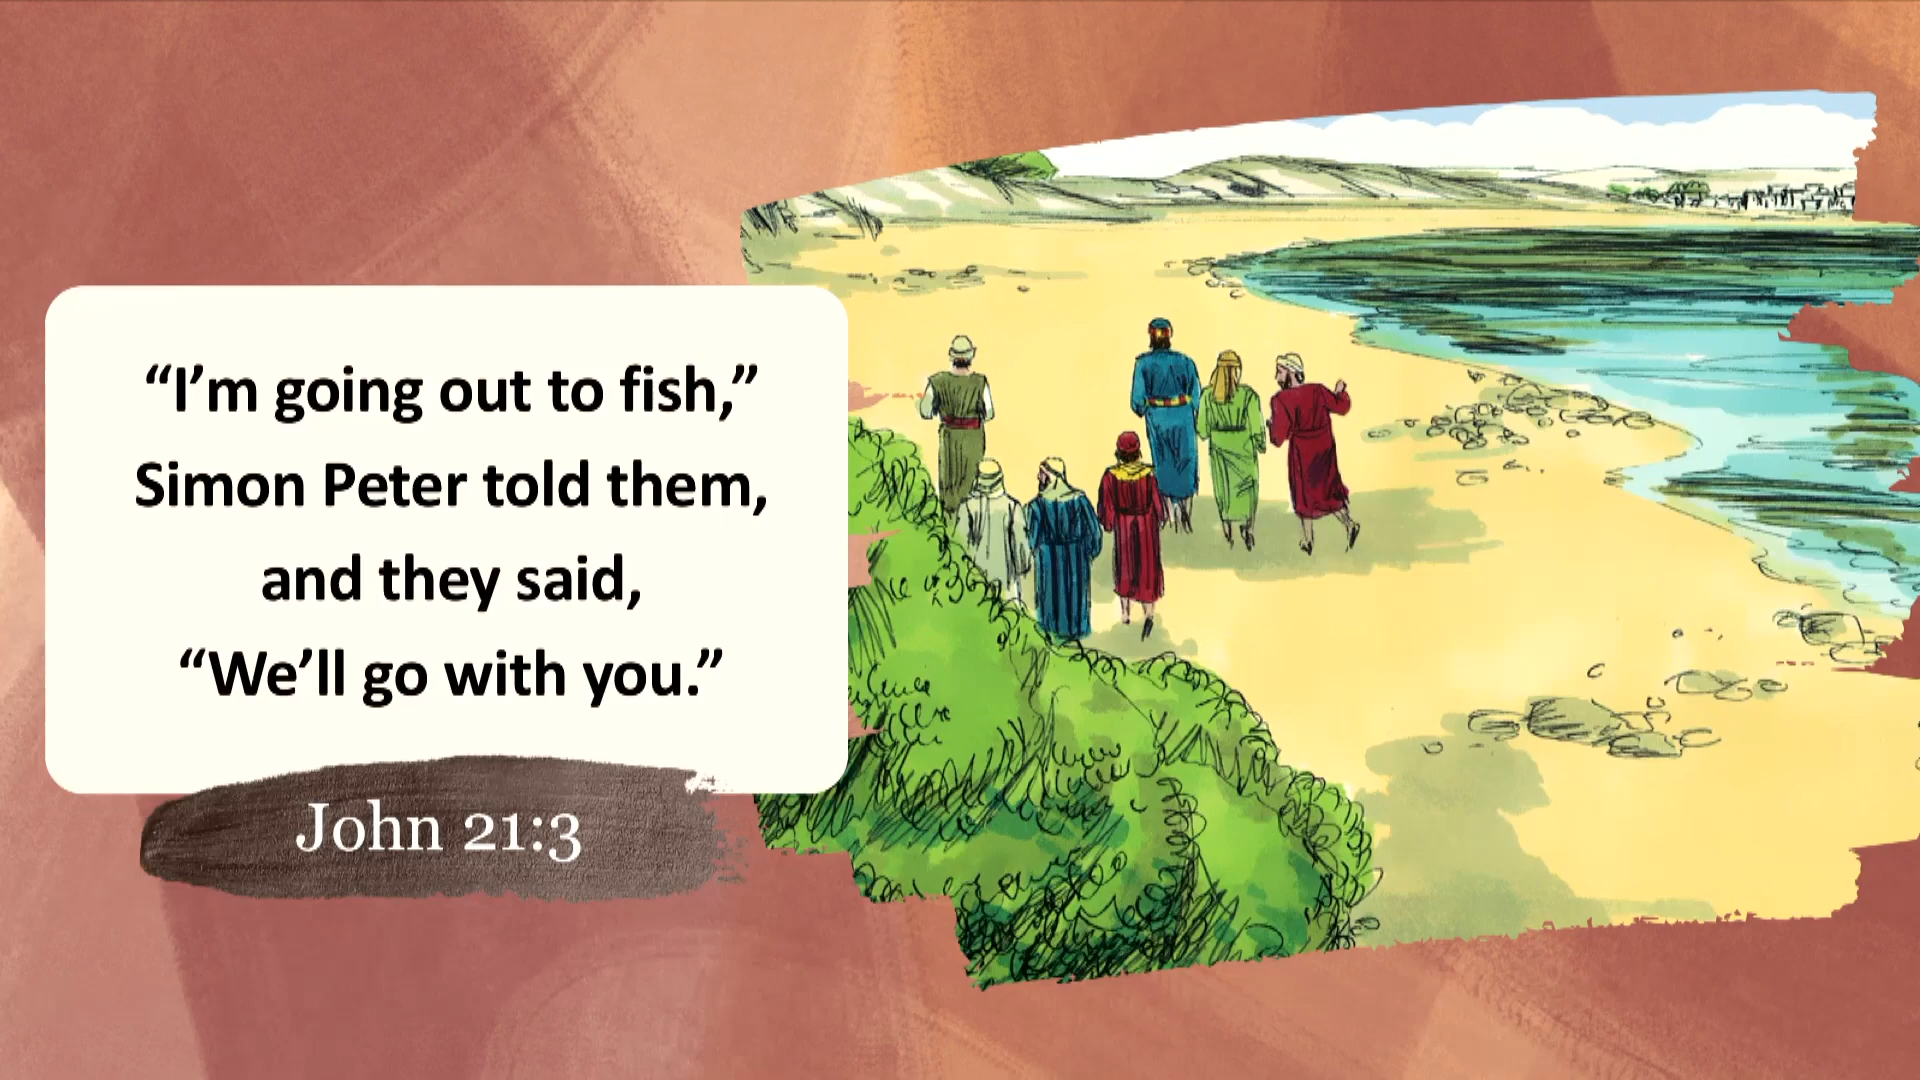 “I’m going out to fish,”
Simon Peter told them,
and they said,
“We’ll go with you.”
John 21:3